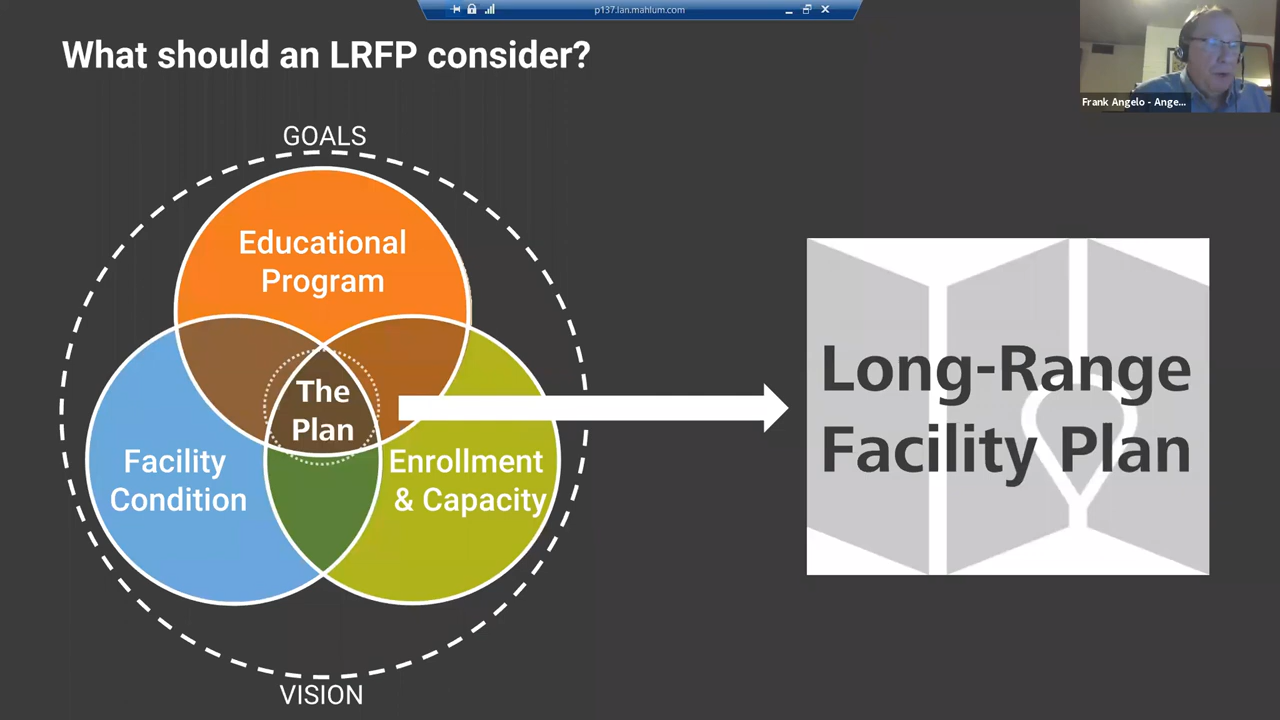 p137.lan.mahlum.com
What should an LRFP consider?
Frank Angelo - Ange...
GOALS
Educational
Program
The
Plan
Facility
Condition
Enrollment
& Capacity
VISION
Long-Range
Facility Plan